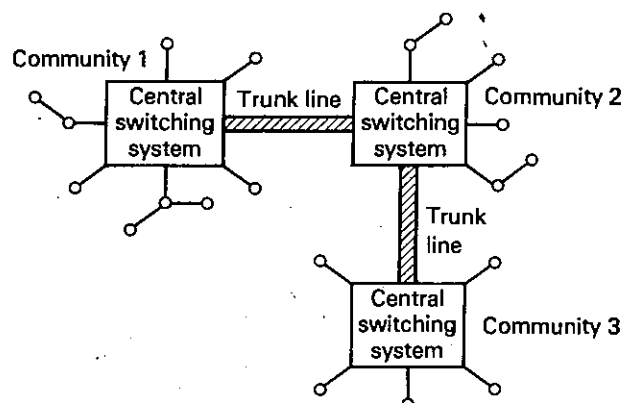 Community 1
Central
switching
system
Trunk line
Central
switching
system
Community 2
Trunk
line
Central
switching
system
Community 3